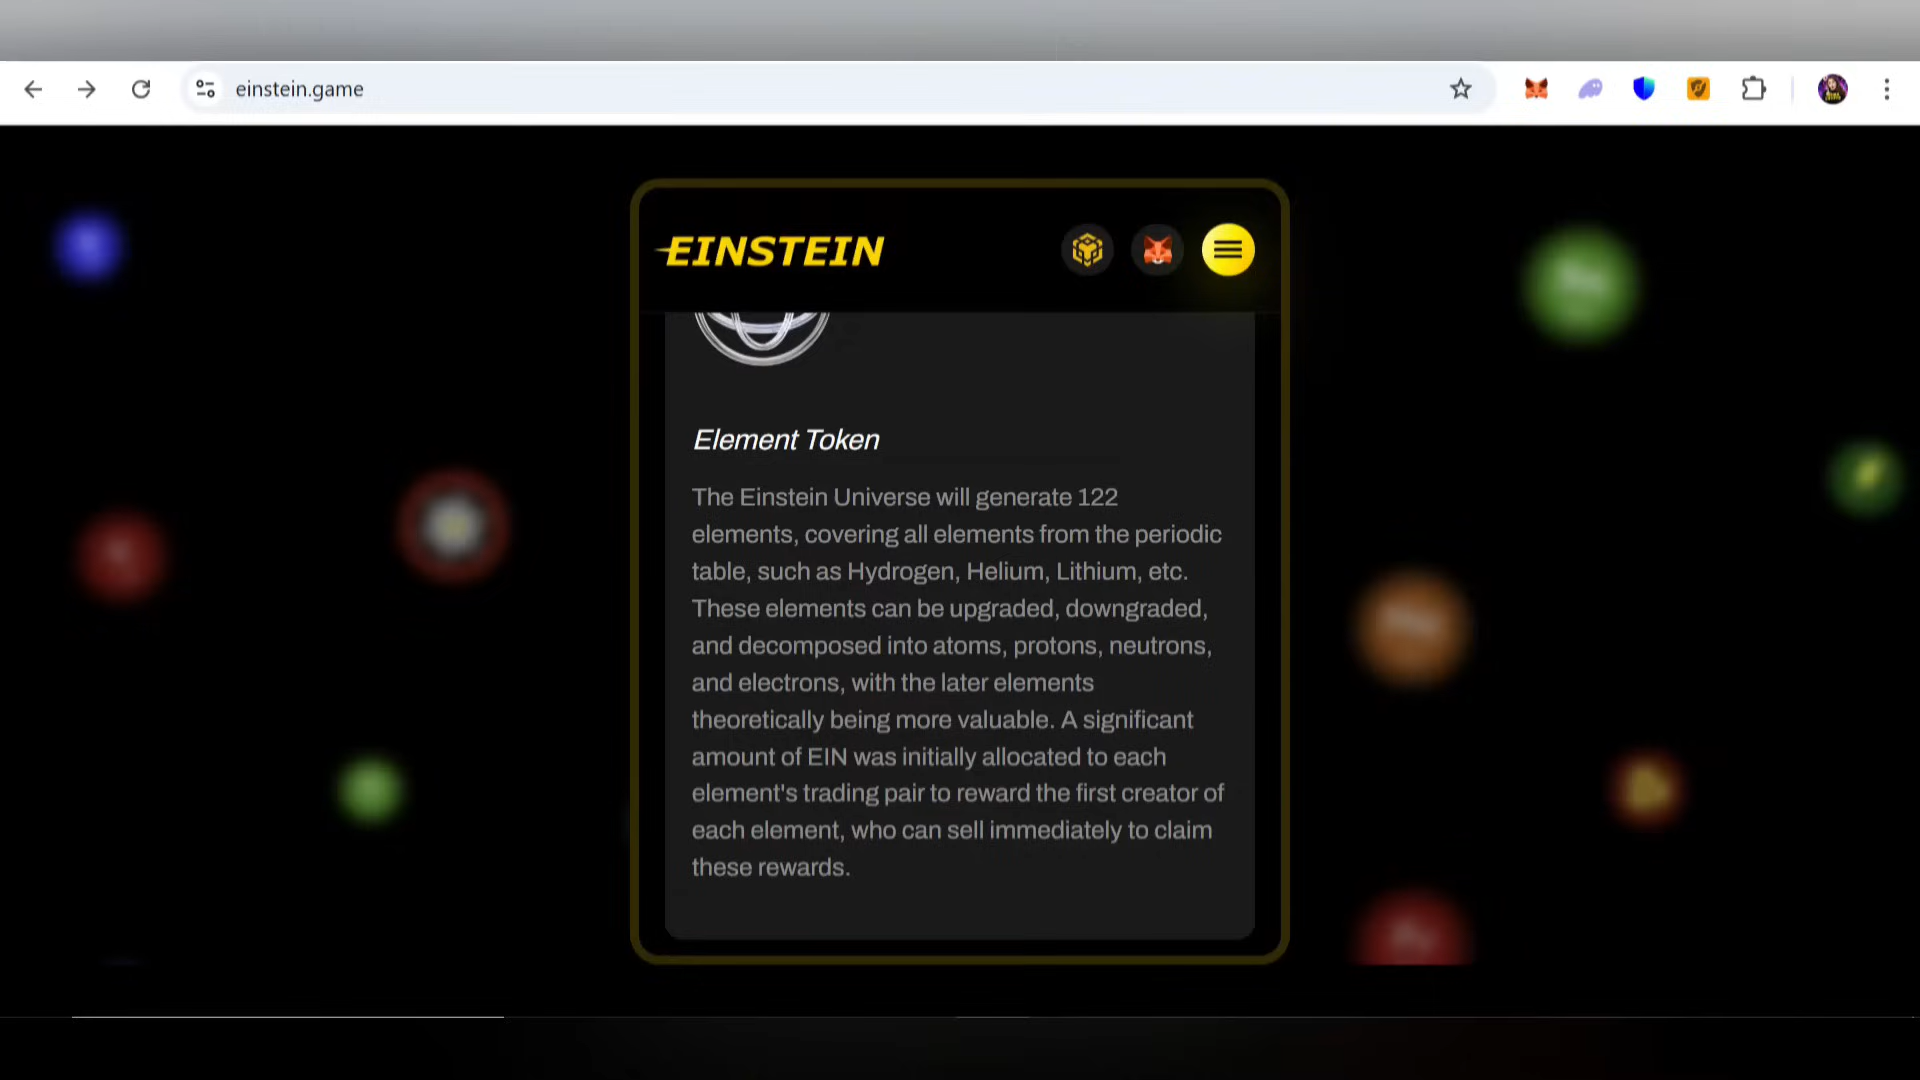 einstein.game
EINSTEIN
Element Token
The Einstein Universe will generate 122
elements, covering all elements from the periodic
table, such as Hydrogen, Helium, Lithium, etc.
These elements can be upgraded, downgraded,
and decomposed into atoms, protons, neutrons,
and electrons, with the later elements
theoretically being more valuable. A significant
amount of EIN was initially allocated to each
element's trading pair to reward the first creator of
each element, who can sell immediately to claim
these rewards.